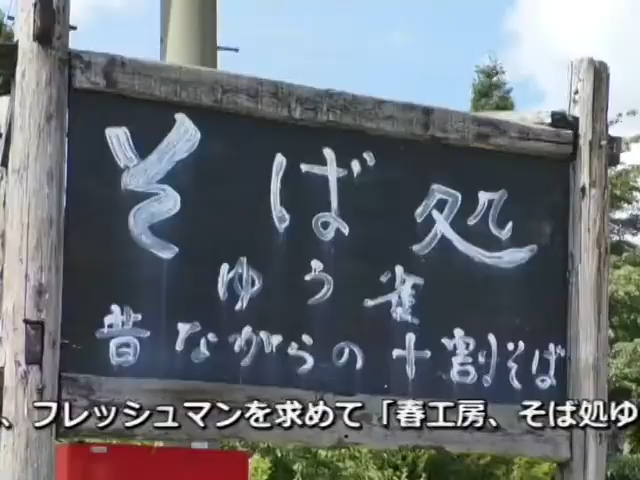 そば処
ゆう雀
昔ながらの十割そば
、フレッシュマンを求めて「春工房、そば処ゆ